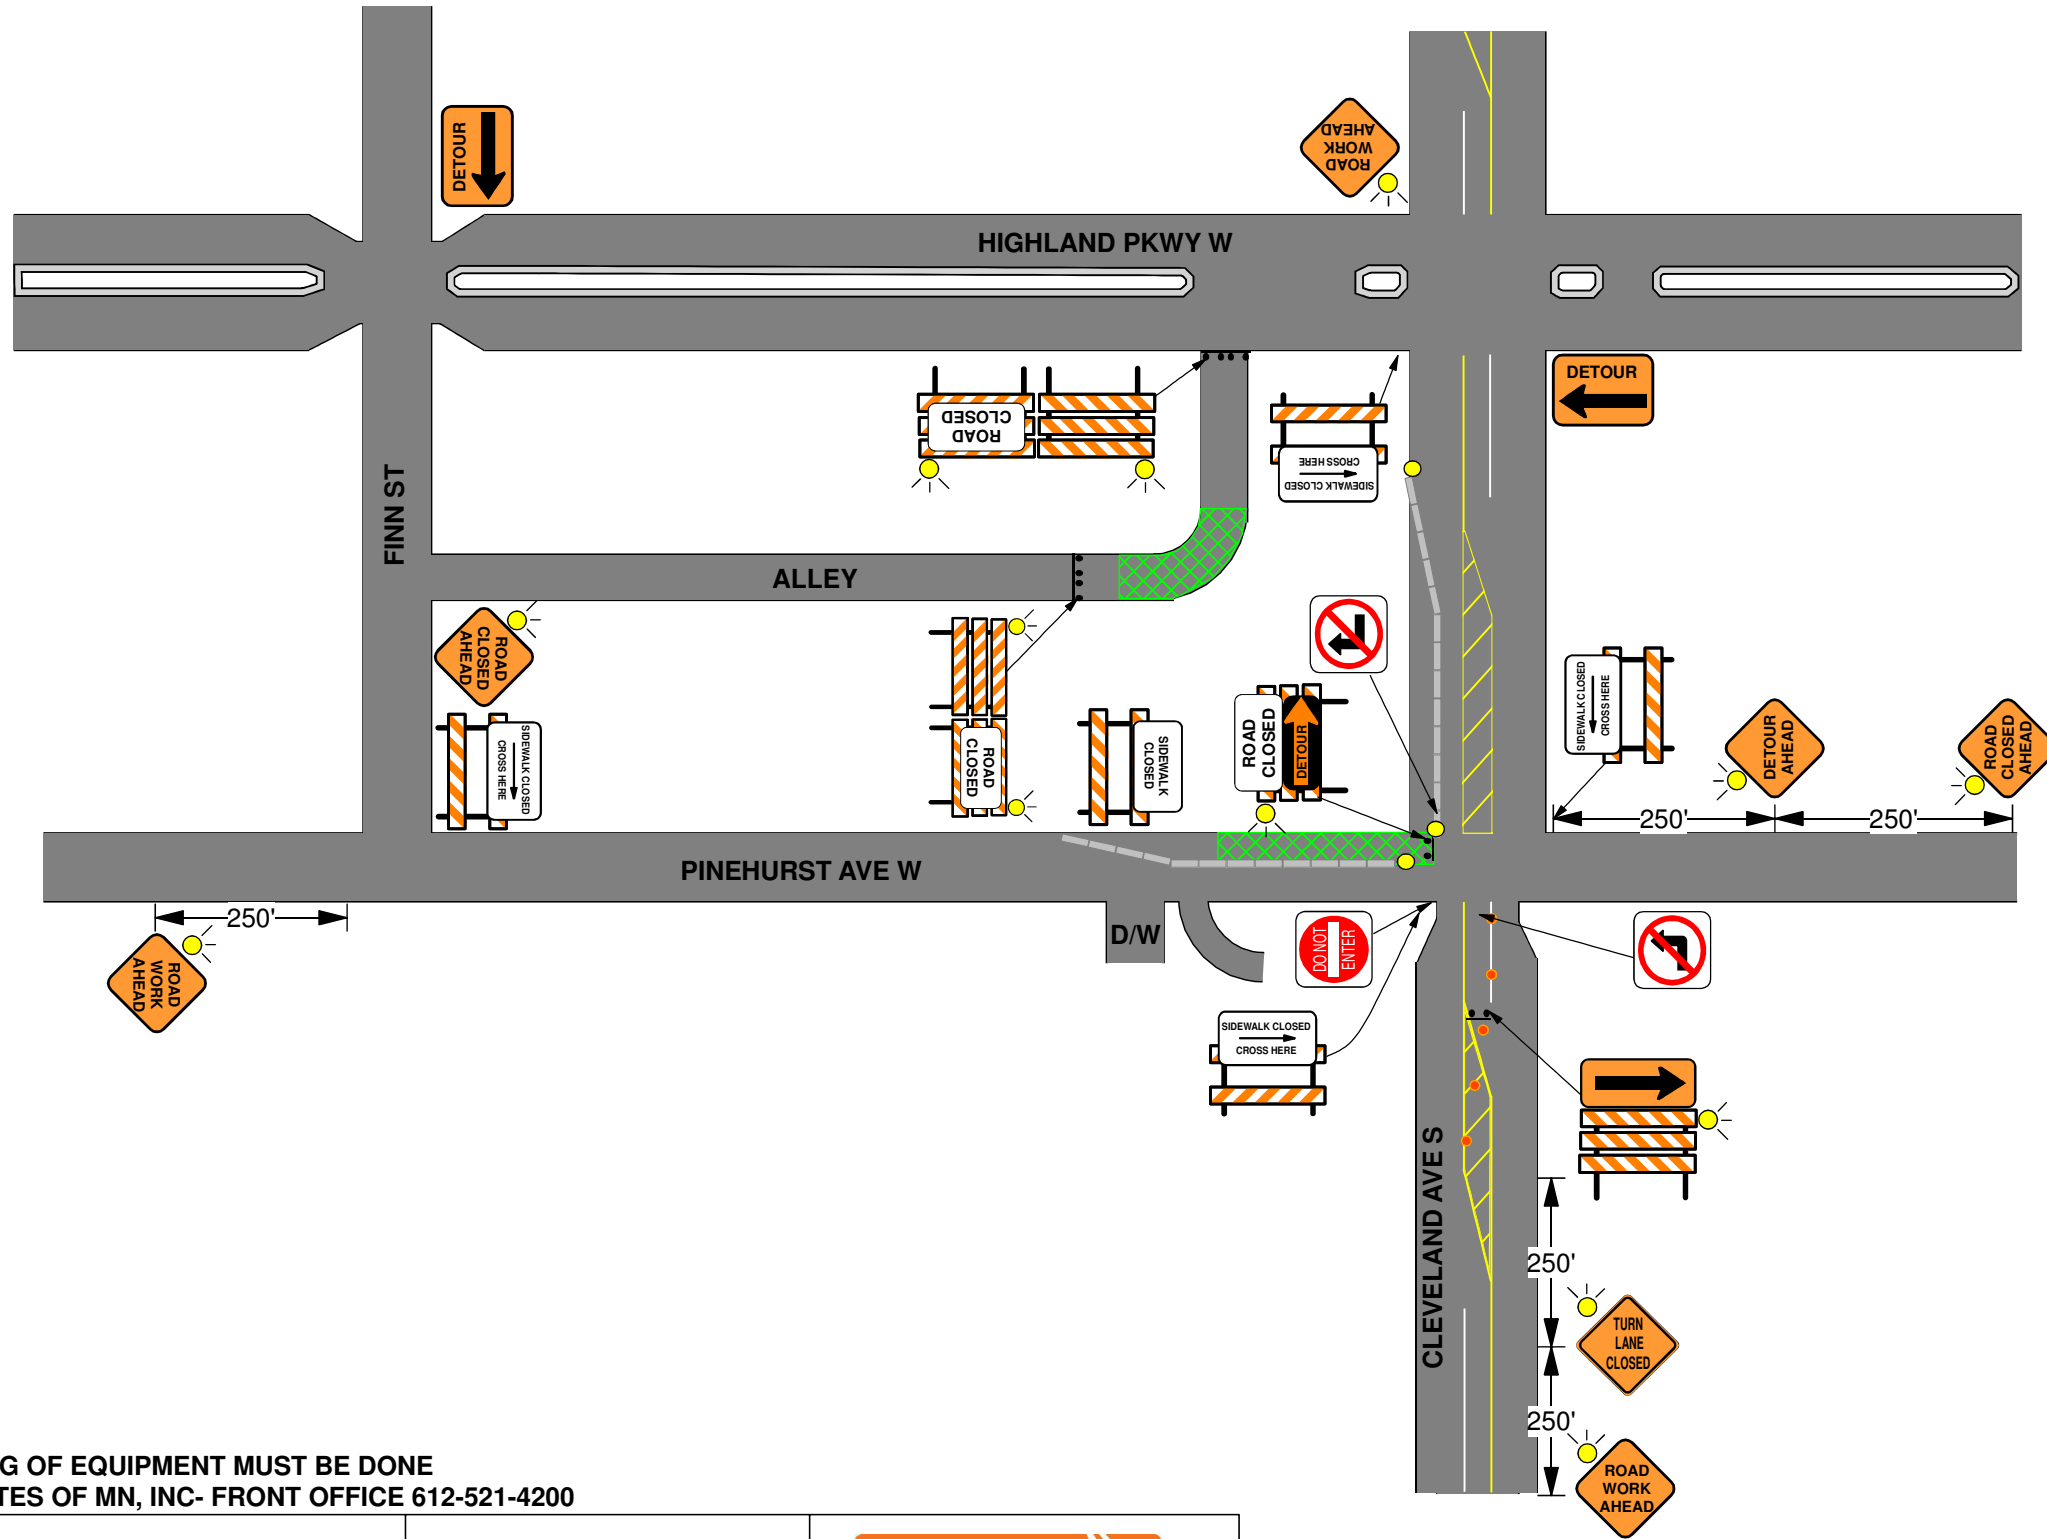 DETOUR
ROAD
WORK
AHEAD
HIGHLAND PKWY W
DETOUR
ROAD
CLOSED
SIDEWALK CLOSED
CROSS HERE
FINN ST
ALLEY
ROAD
CLOSED
AHEAD
SIDEWALK CLOSED
CROSS HERE
ROAD
CLOSED
SIDEWALK
CLOSED
ROAD
CLOSED
DETOUR
SIDEWALK CLOSED
CROSS HERE
DETOUR
AHEAD
ROAD
CLOSED
AHEAD
250'
250'
PINEHURST AVE W
250'
ROAD
WORK
AHEAD
D/W
DO NOT
ENTER
SIDEWALK CLOSED
CROSS HERE
CLEVELAND AVE S
250'
TURN
LANE
CLOSED
250'
ROAD
WORK
AHEAD
G OF EQUIPMENT MUST BE DONE
TES OF MN, INC- FRONT OFFICE 612-521-4200